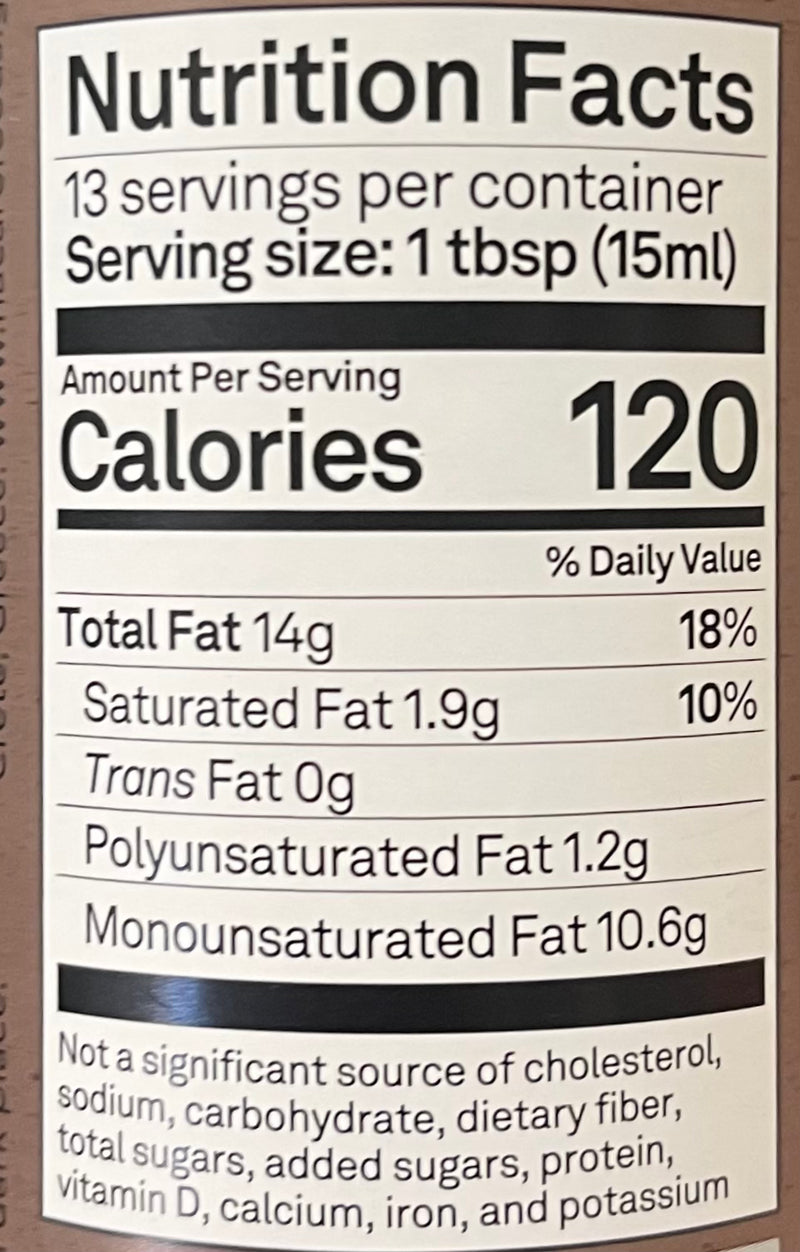 Nutrition Facts
13 servings per container
Serving size: 1 tbsp (15ml)
Amount Per Serving
Calories 120
% Daily Value
Total Fat 14g 18%
Saturated Fat 1.9g 10%
Trans Fat 0g
Polyunsaturated Fat 1.2g
Monounsaturated Fat 10.6g
Not a significant source of cholesterol,
sodium, carbohydrate, dietary fiber,
total sugars, added sugars, protein,
vitamin D, calcium, iron, and potassium